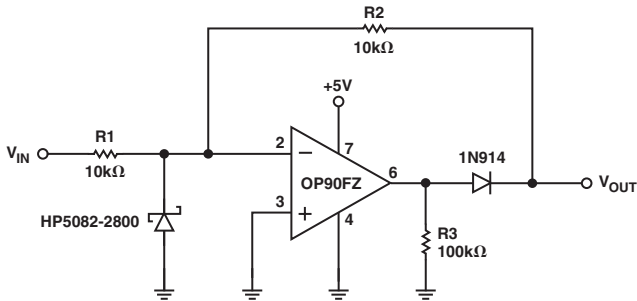 R2
10kΩ
+5V
V_IN
R1
10kΩ
2
7
6
1N914
OP90FZ
V_OUT
3
4
HP5082-2800
R3
100kΩ